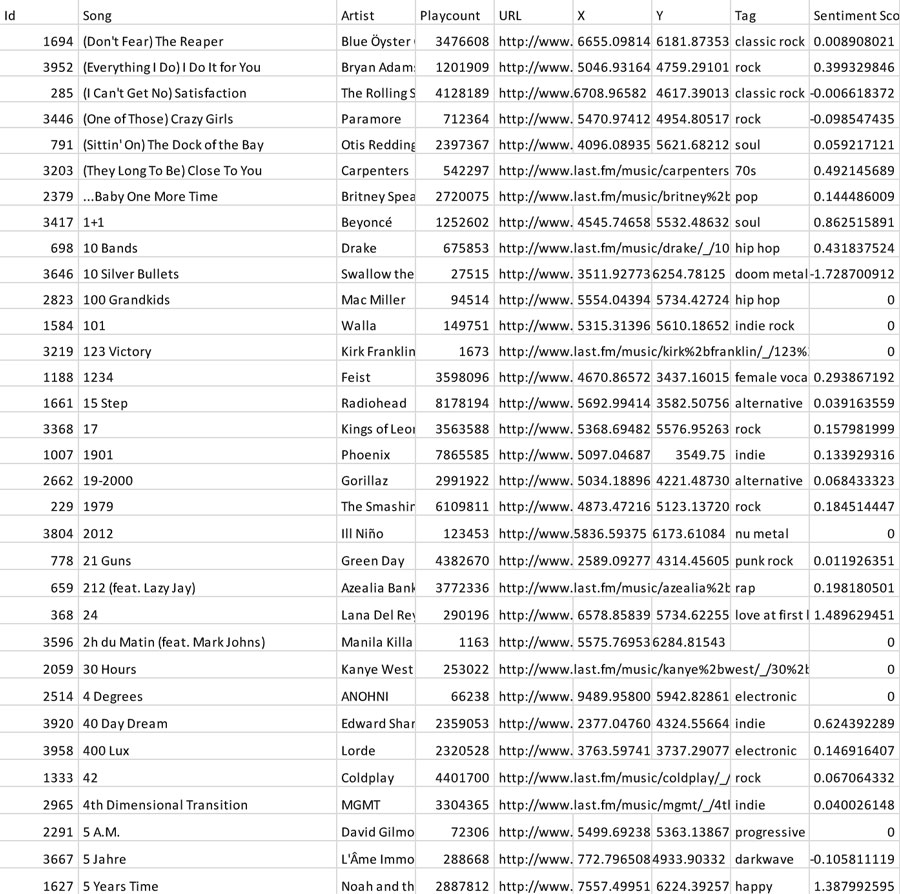 Id Song Artist Playcount URL X Y Tag Sentiment Sco
1694 (Don't Fear) The Reaper Blue Öyster 3476608 http://www. 6655.09814 6181.87353 classic rock 0.008908021
3952 (Everything I Do) I Do It for You Bryan Adam 1201909 http://www. 5046.93164 4759.29101 rock 0.399329846
285 (I Can't Get No) Satisfaction The Rolling S 4128189 http://www. 6708.96582 4617.39013 classic rock -0.006618372
3446 (One of Those) Crazy Girls Paramore 712364 http://www. 5470.97412 4954.80517 rock -0.098547435
791 (Sittin' On) The Dock of the Bay Otis Redding 2397367 http://www. 4096.08935 5621.68212 soul 0.059217121
3203 (They Long To Be) Close To You Carpenters 542297 http://www.last.fm/music/carpenters 70s 0.492145689
2379 ...Baby One More Time Britney Spea 2720075 http://www.last.fm/music/britney%2b pop 0.144486009
3417 1+1 Beyoncé 1252602 http://www. 4545.74658 5532.48632 soul 0.862515891
698 10 Bands Drake 675853 http://www.last.fm/music/drake/_/10 hip hop 0.431837524
3646 10 Silver Bullets Swallow the 27515 http://www. 3511.92773 6254.78125 doom metal -1.728700912
2823 100 Grandkids Mac Miller 94514 http://www. 5554.04394 5734.42724 hip hop 0
1584 101 Walla 149751 http://www. 5315.31396 5610.18652 indie rock 0
3219 123 Victory Kirk Franklin 1673 http://www.last.fm/music/kirk%2bfranklin/_/123% 0
1188 1234 Feist 3598096 http://www. 4670.86572 3437.16015 female voca 0.293867192
1661 15 Step Radiohead 8178194 http://www. 5692.99414 3582.50756 alternative 0.039163559
3368 17 Kings of Leo 3563588 http://www. 5368.69482 5576.95263 rock 0.157981999
1007 1901 Phoenix 7865585 http://www. 5097.04687 3549.75 indie 0.133929316
2662 19-2000 Gorillaz 2991922 http://www. 5034.18896 4221.48730 alternative 0.068433323
229 1979 The Smashin 6109811 http://www. 4873.47216 5123.13720 rock 0.184514447
3804 2012 Ill Niño 123453 http://www. 5836.59375 6173.61084 nu metal 0
778 21 Guns Green Day 4382670 http://www. 2589.09277 4314.45605 punk rock 0.011926351
659 212 (feat. Lazy Jay) Azealia Bank 3772336 http://www.last.fm/music/azealia%2b rap 0.198180501
368 24 Lana Del Rey 290196 http://www. 6578.85839 5734.62255 love at first l 1.489629451
3596 2h du Matin (feat. Mark Johns) Manila Killa 1163 http://www. 5575.76953 6284.81543 0
2059 30 Hours Kanye West 253022 http://www.last.fm/music/kanye%2bwest/_/30%2b 0
2514 4 Degrees ANOHNI 66238 http://www. 9489.95800 5942.82861 electronic 0
3920 40 Day Dream Edward Shar 2359053 http://www. 2377.04760 4324.55664 indie 0.624392289
3958 400 Lux Lorde 2320528 http://www. 3763.59741 3737.29077 electronic 0.146916407
1333 42 Coldplay 4401700 http://www.last.fm/music/coldplay/_/ rock 0.067064332
2965 4th Dimensional Transition MGMT 3304365 http://www.last.fm/music/mgmt/_/4tl indie 0.040026148
2291 5 A.M. David Gilmo 72306 http://www. 5499.69238 5363.13867 progressive 0
3667 5 Jahre L'Âme Immo 288668 http://www. 772.796508 4933.90332 darkwave -0.105811119
1627 5 Years Time Noah and th 2887812 http://www. 7557.49951 6224.39257 happy 1.387992595